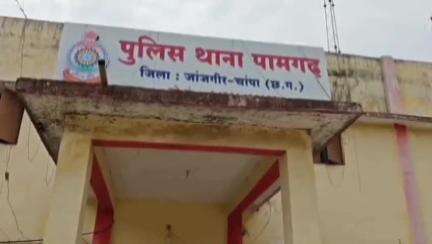 पुलिस थाना पामगढ़
जिला : जांजगीर-चांपा (छ.ग.)